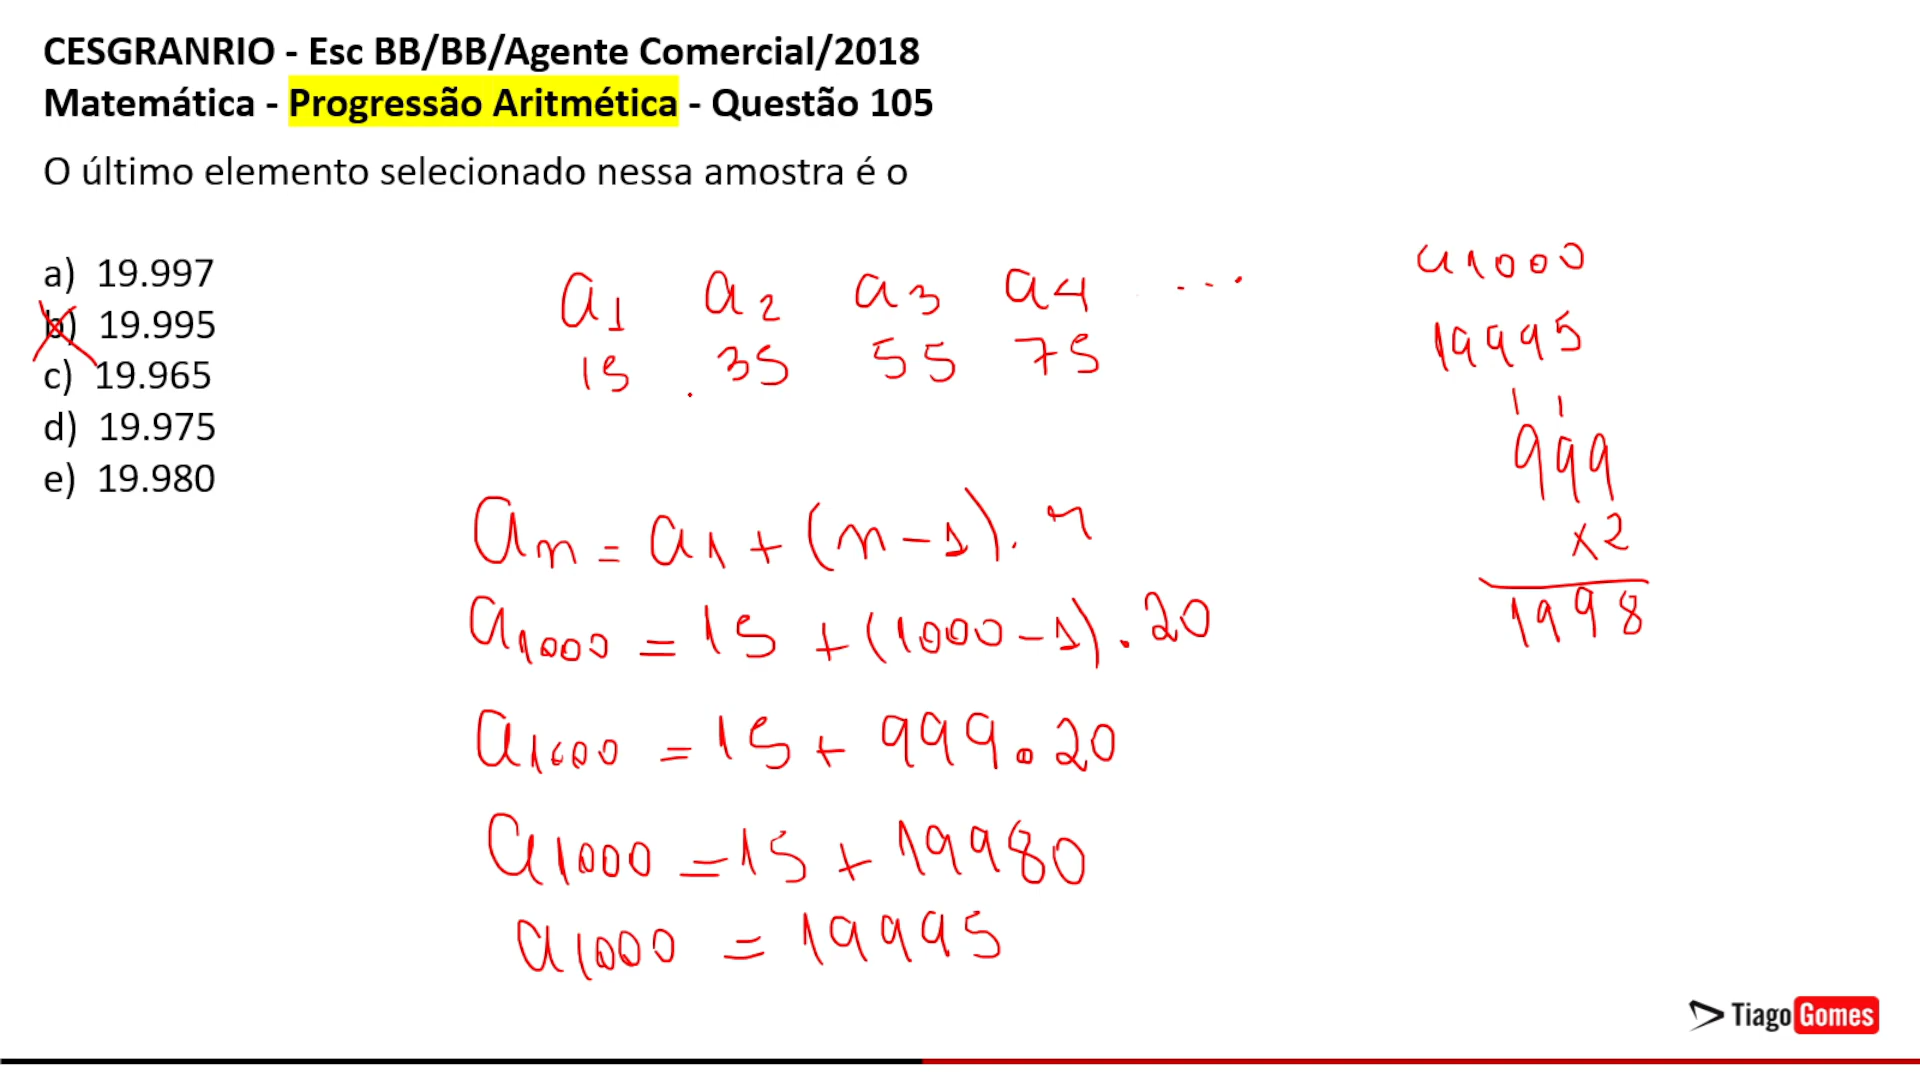 CESGRANRIO - Esc BB/BB/Agente Comercial/2018
Matemática - Progressão Aritmética - Questão 105
O último elemento selecionado nessa amostra é o
a) 19.997
b) 19.995
c) 19.965
d) 19.975
e) 19.980
a1 a2 a3 a4 ...
15 35 55 75
an = a1 + (n-1).r
a1000 = 15 + (1000-1).20
a1000 = 15 + 999.20
a1000 = 15 + 19980
a1000 = 19995
a1000
19995
1 1
999
x2
1998
Tiago Gomes